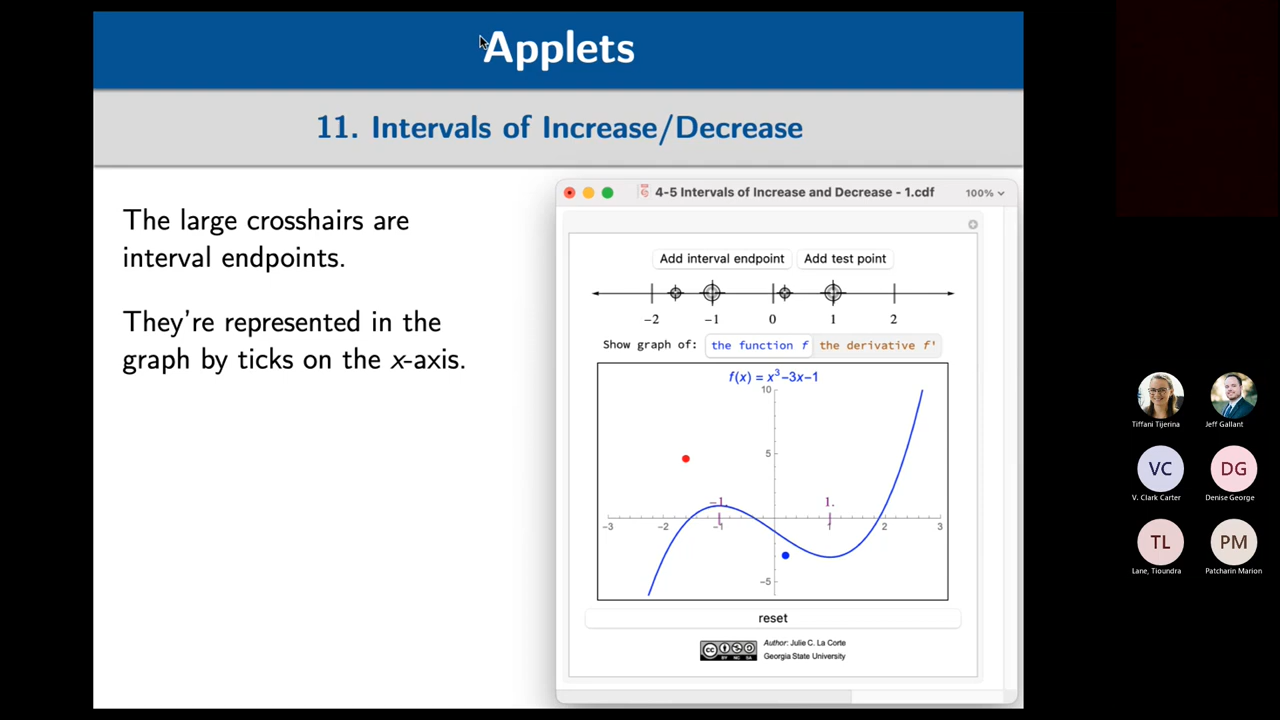 Applets
11. Intervals of Increase/Decrease
The large crosshairs are
interval endpoints.
They're represented in the
graph by ticks on the x-axis.
4-5 Intervals of Increase and Decrease - 1.cdf
100%
Add interval endpoint
Add test point
-2 -1 0 1 2
Show graph of: the function f the derivative f'
f(x) = x³-3x-1
10
5
-1. 1.
-3 -2 -1 1 2 3
-5
reset
CC BY NC SA
Author: Julie C. La Corte
Georgia State University
Tiffani Tijerina
Jeff Gallant
VC
DG
V. Clark Carter
Denise George
TL
PM
Lane, Tioundra
Patcharin Marion